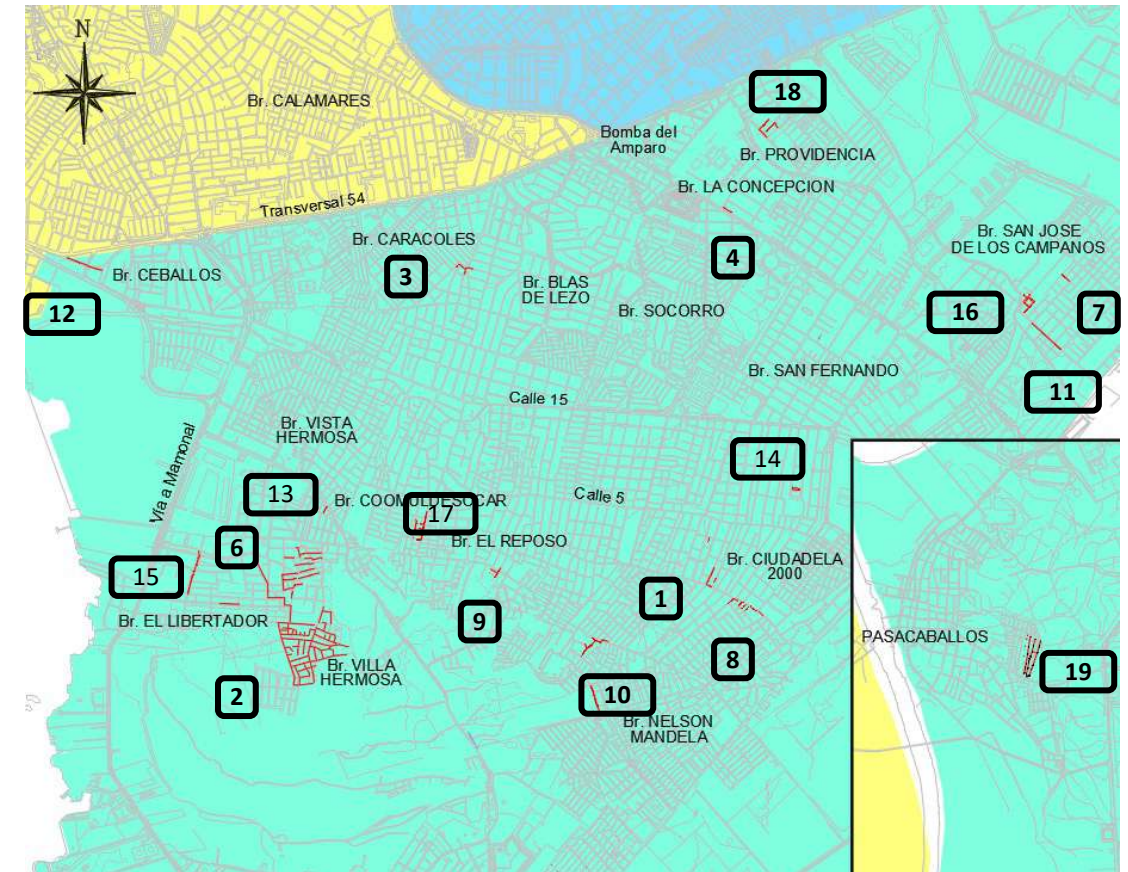 N
18
Br. CALAMARES
Bomba del
Amparo
Br. PROVIDENCIA
Br. LA CONCEPCION
Transversal 54
Br. CARACOLES
Br. SAN JOSE
DE LOS CAMPANOS
4
Br. CEBALLOS
3
Br. BLAS
DE LEZO
Br. SOCORRO
12
16
7
Br. SAN FERNANDO
11
Calle 15
Br. VISTA
HERMOSA
14
Vía a Mamonal
13
Br. COOMULDESOCAR
Calle 5
17
Br. EL REPOSO
6
Br. CIUDADELA
2000
15
1
Br. EL LIBERTADOR
9
PASACABALLOS
8
Br. VILLA
HERMOSA
19
2
10
Br. NELSON
MANDELA